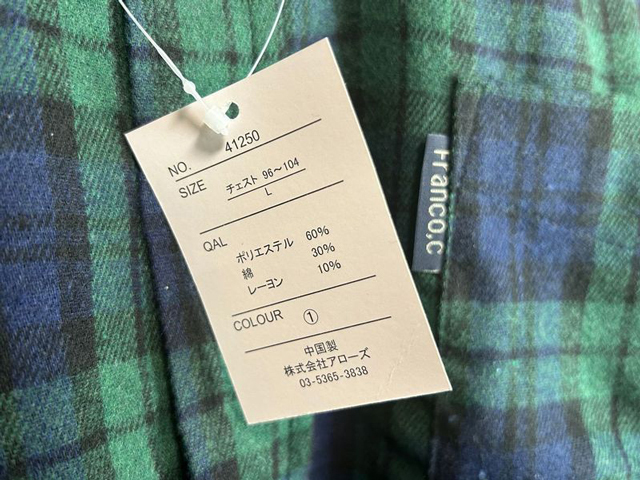 NO. 41250
SIZE チェスト 96～104
L
QAL ポリエステル 60%
綿 30%
レーヨン 10%
COLOUR ①
中国製
株式会社アローズ
03-5365-3838
Franco.c